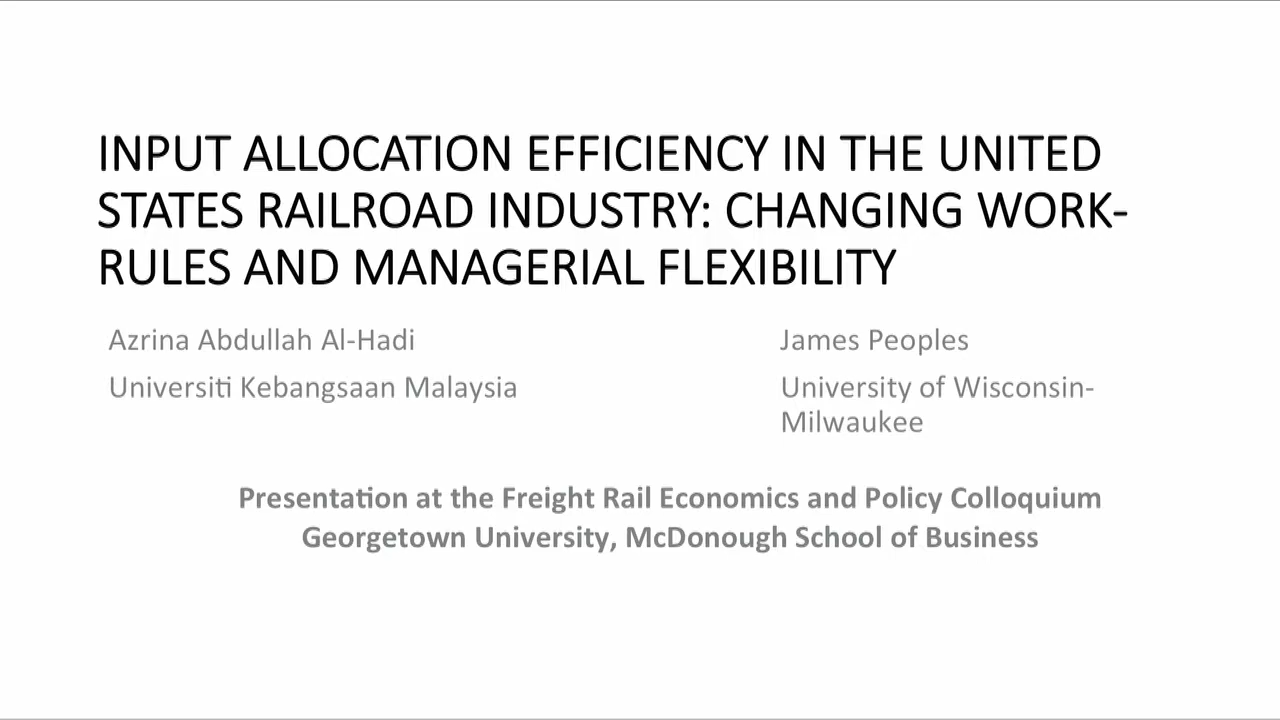 INPUT ALLOCATION EFFICIENCY IN THE UNITED
STATES RAILROAD INDUSTRY: CHANGING WORK-
RULES AND MANAGERIAL FLEXIBILITY
Azrina Abdullah Al-Hadi
Universiti Kebangsaan Malaysia
James Peoples
University of Wisconsin-
Milwaukee
Presentation at the Freight Rail Economics and Policy Colloquium
Georgetown University, McDonough School of Business